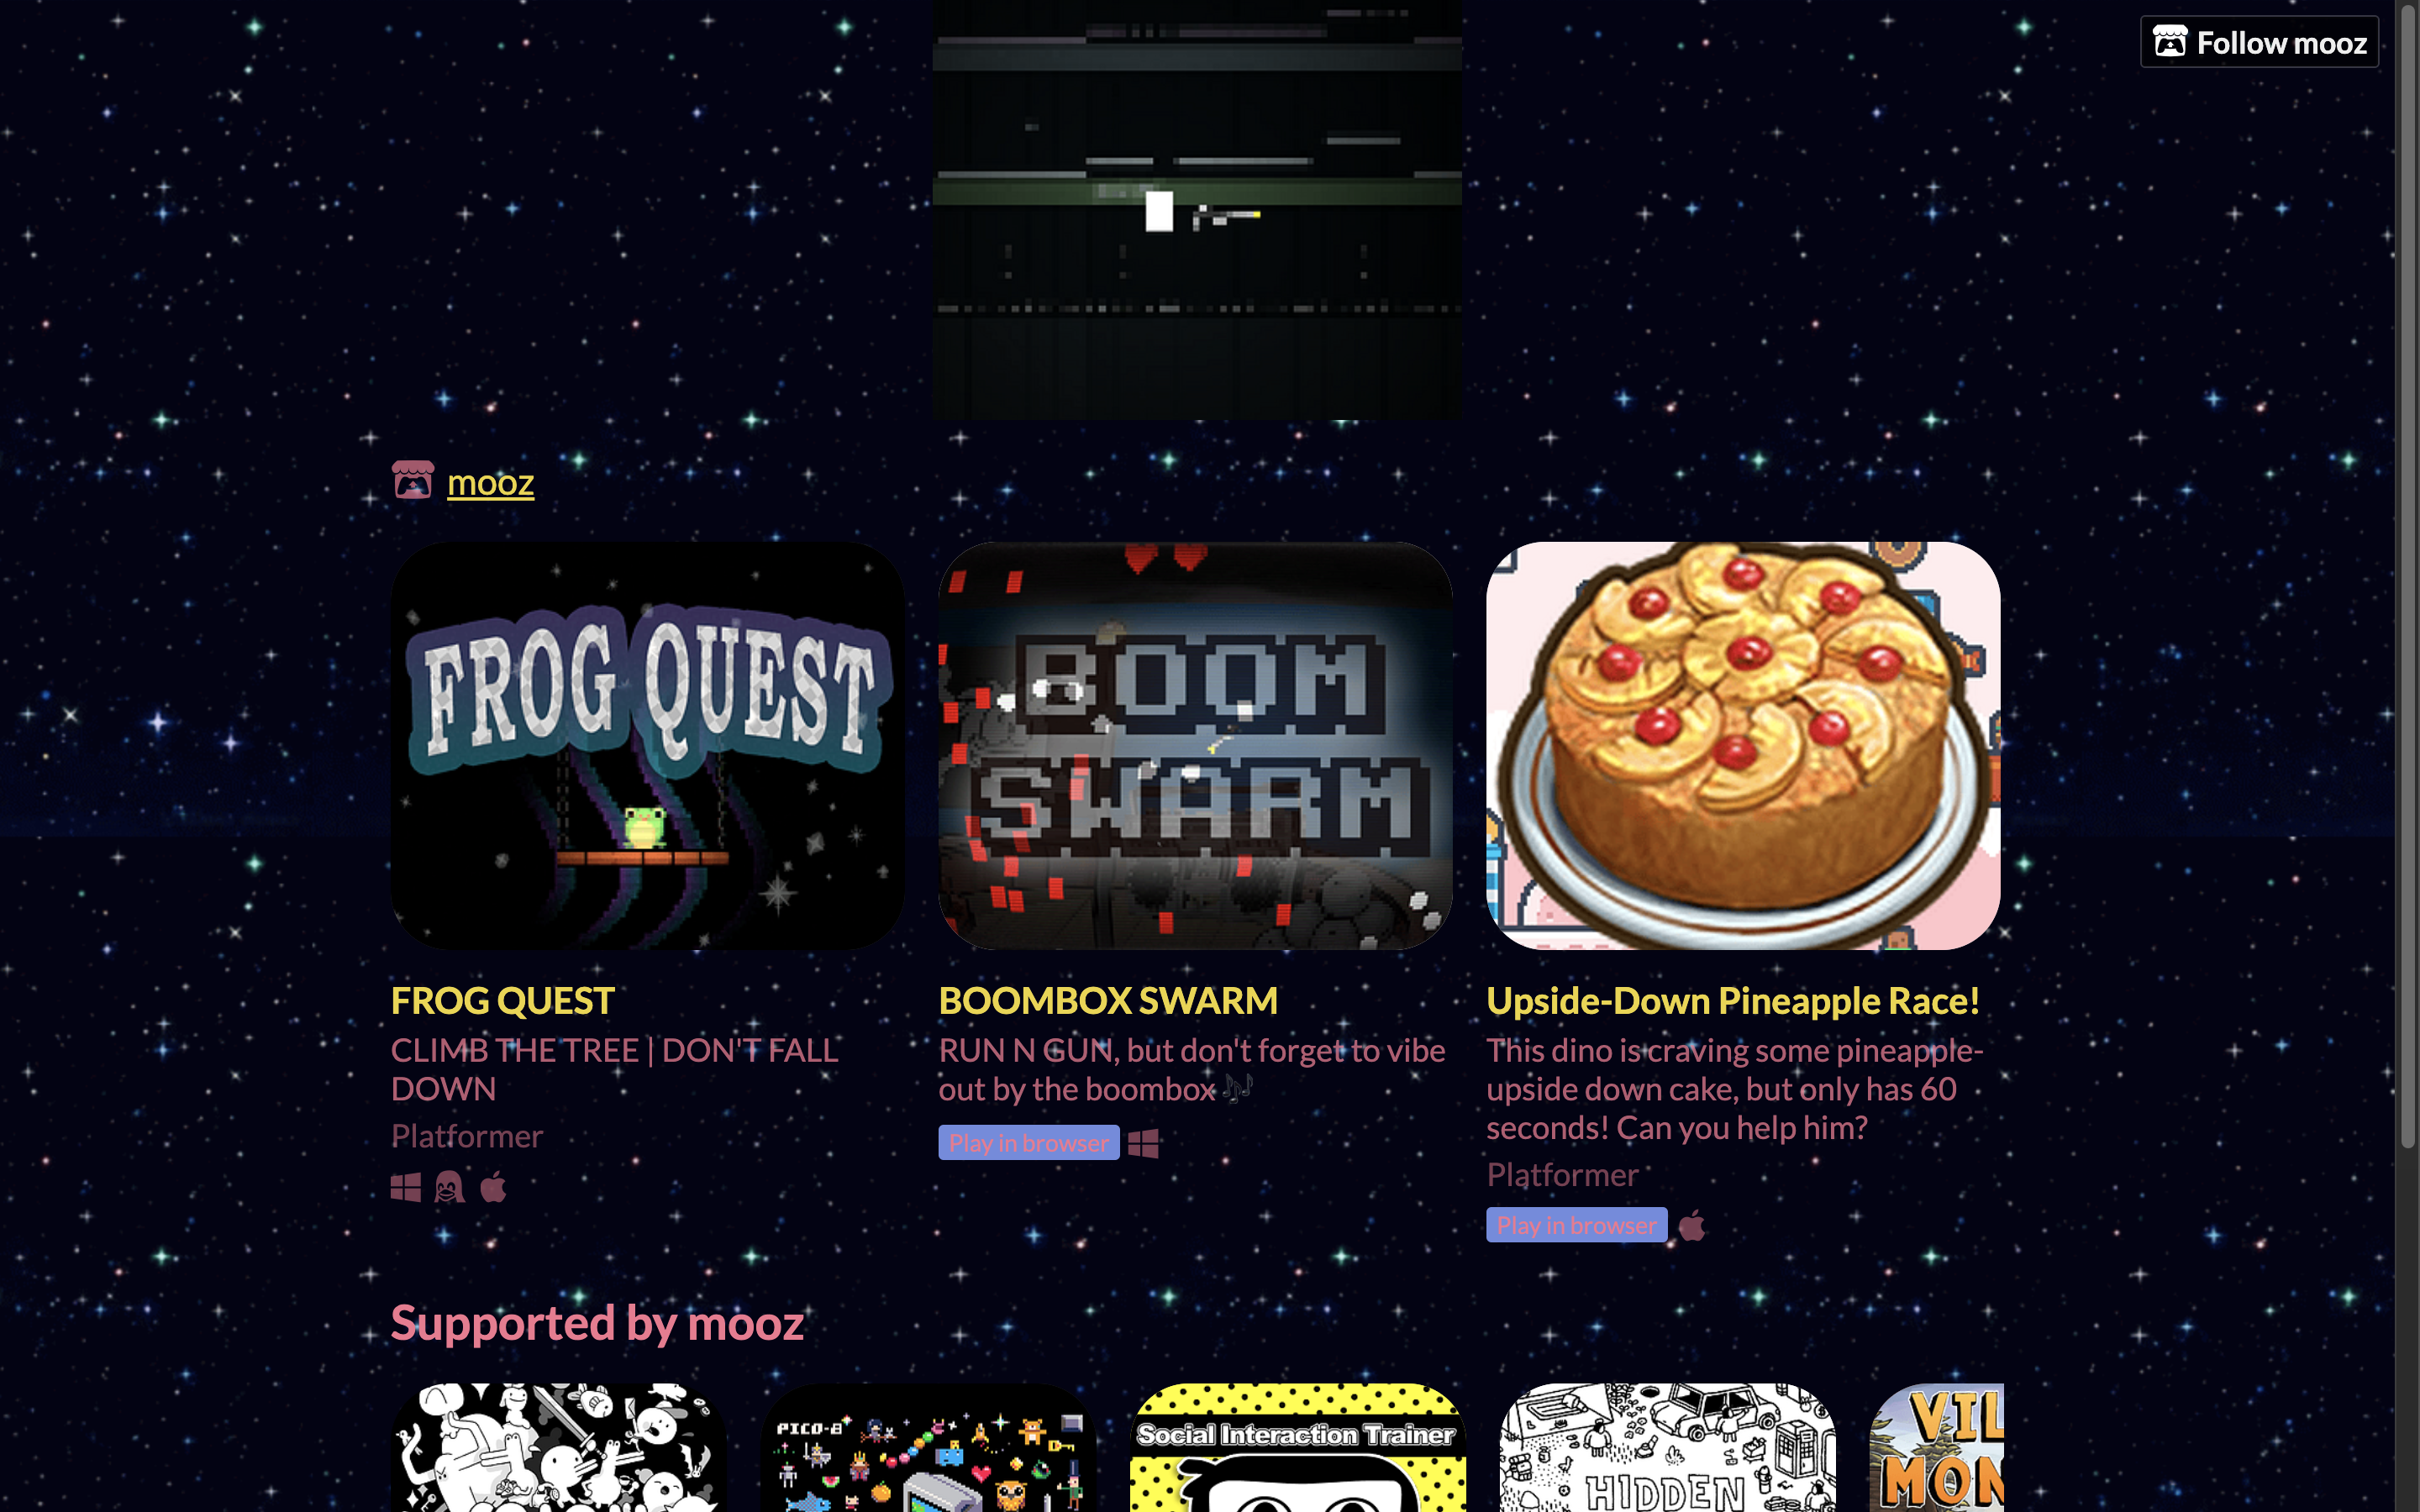 Follow mooz
mooz
FROG QUEST
BOOM
SWARM
FROG QUEST
CLIMB THE TREE | DON'T FALL
DOWN
Platformer
BOOMBOX SWARM
RUN N GUN, but don't forget to vibe
out by the boombox 🎶
Play in browser
Upside-Down Pineapple Race!
This dino is craving some pineapple-
upside down cake, but only has 60
seconds! Can you help him?
Platformer
Play in browser
Supported by mooz
PICO-8
Social Interaction Trainer
HIDDEN
VIL
MON